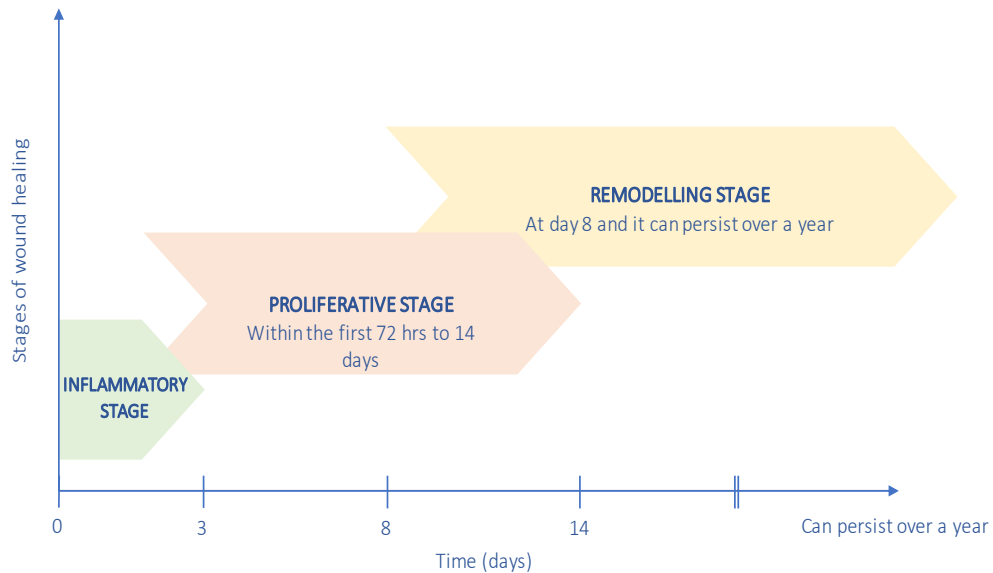 Stages of wound healing
REMODELLING STAGE
At day 8 and it can persist over a year
PROLIFERATIVE STAGE
Within the first 72 hrs to 14
days
INFLAMMATORY
STAGE
0
3
8
14
Can persist over a year
Time (days)